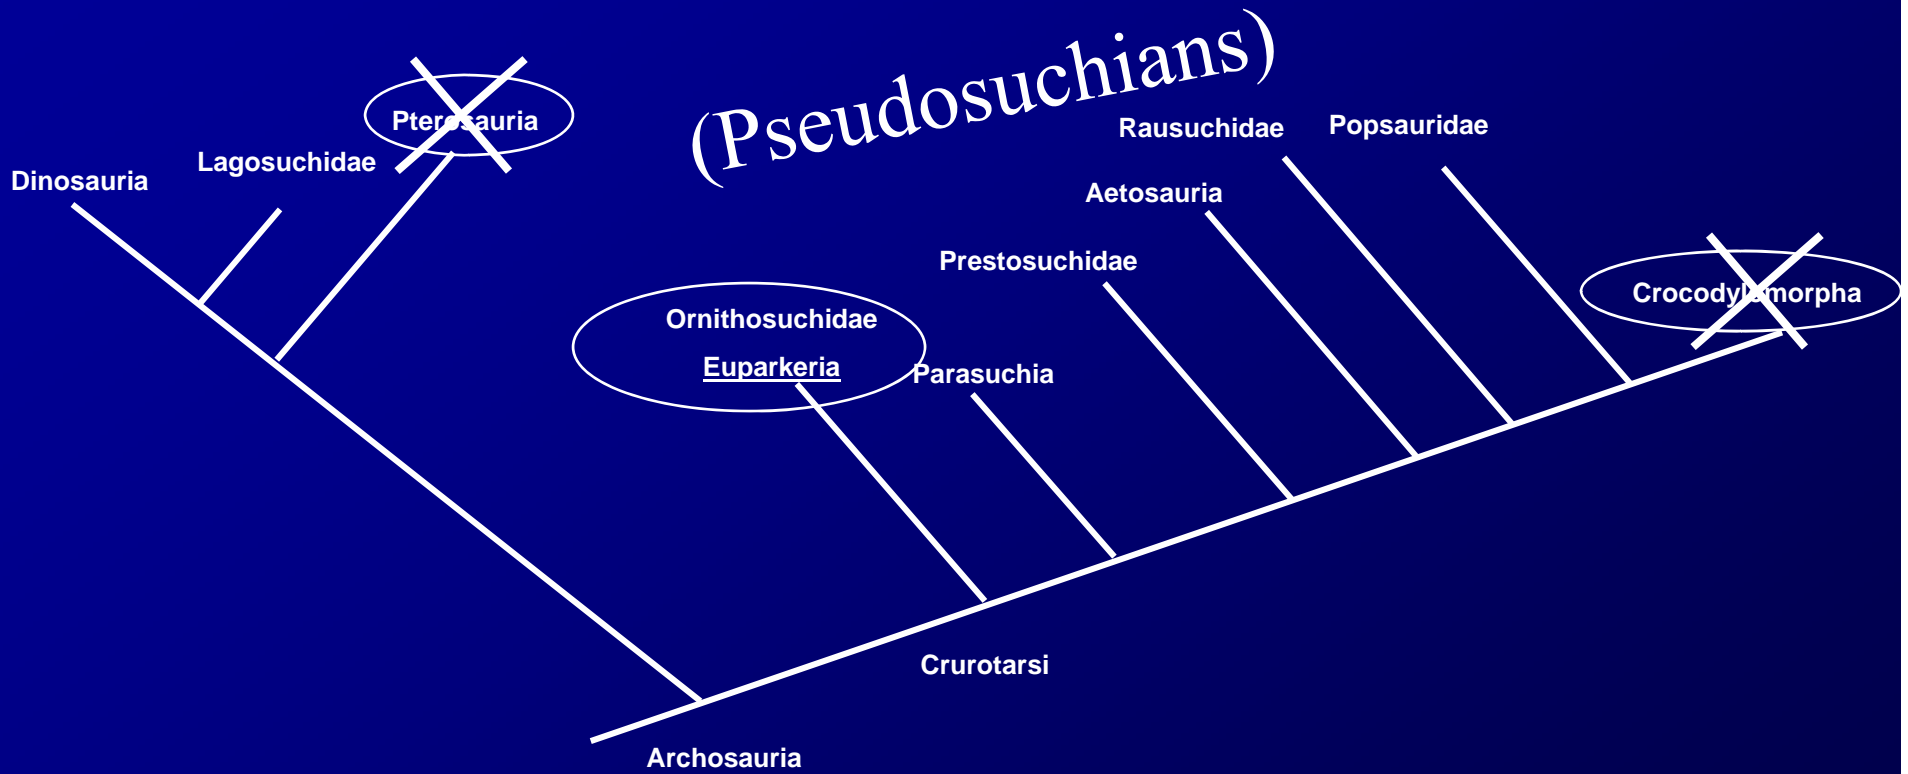 (Pseudosuchians)
Pterosauria
Rausuchidae
Popsauridae
Lagosuchidae
Dinosauria
Aetosauria
Prestosuchidae
Crocodylomorpha
Ornithosuchidae
Euparkeria
Parasuchia
Crurotarsi
Archosauria